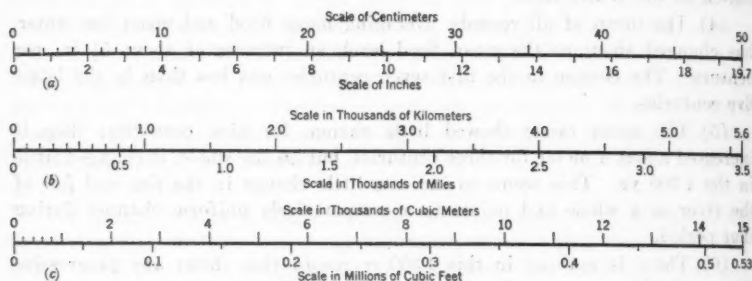 Scale of Centimeters
0 10 20 30 40 50
0 2 4 6 8 10 12 14 16 18 19.7
(a) Scale of Inches
Scale in Thousands of Kilometers
0 1.0 2.0 3.0 4.0 5.0 5.6
0 0.5 1.0 2.0 2.5 3.0 3.5
(b) Scale in Thousands of Miles
Scale in Thousands of Cubic Meters
0 2 4 6 8 10 12 14 15
0 0.1 0.2 0.3 0.4 0.5 0.53
(c) Scale in Millions of Cubic Feet